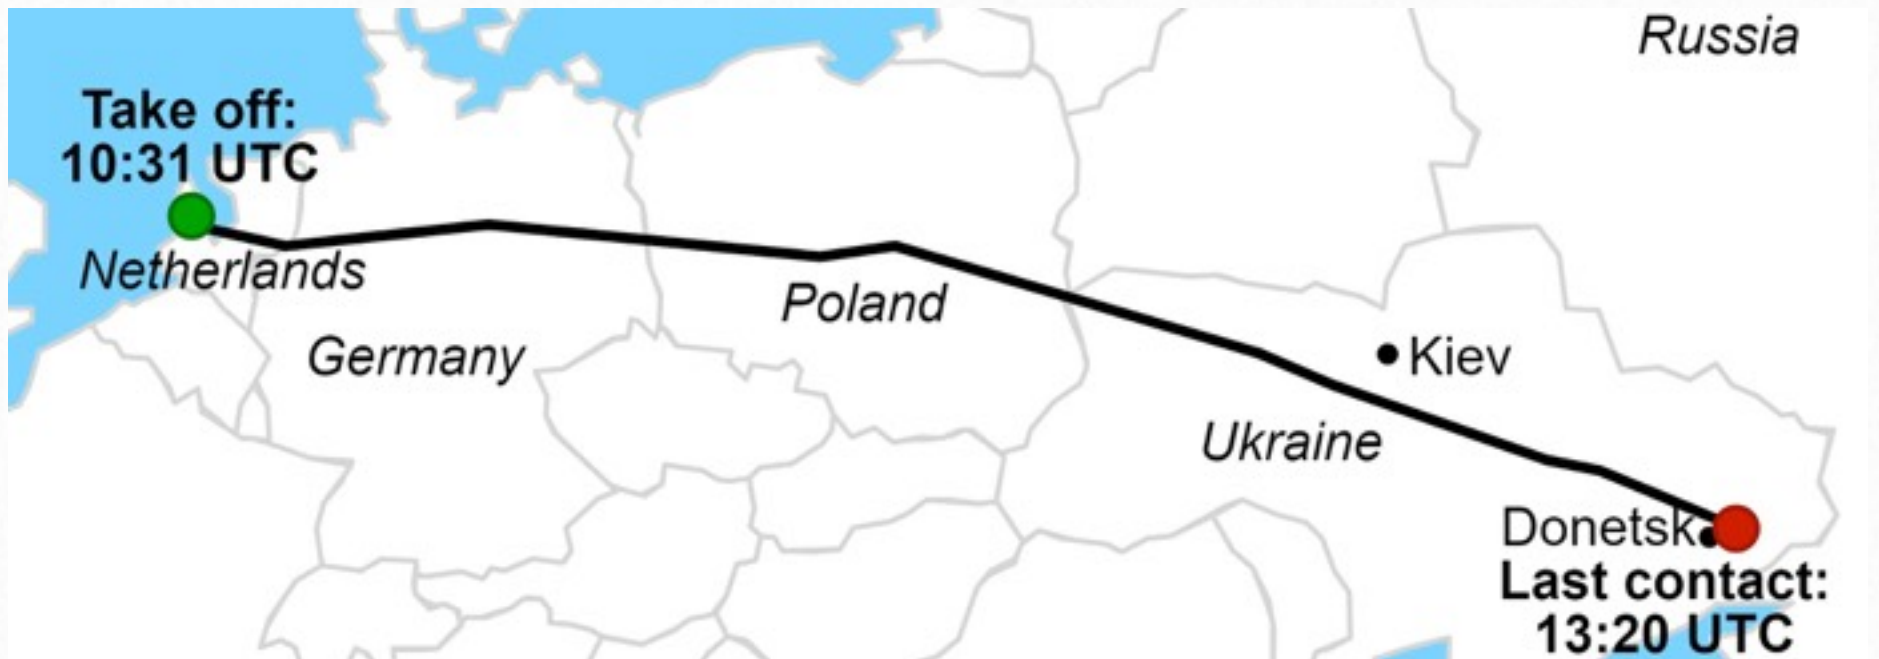 Russia
Take off:
10:31 UTC
Netherlands
Poland
Germany
Kiev
Ukraine
Donetsk
Last contact:
13:20 UTC